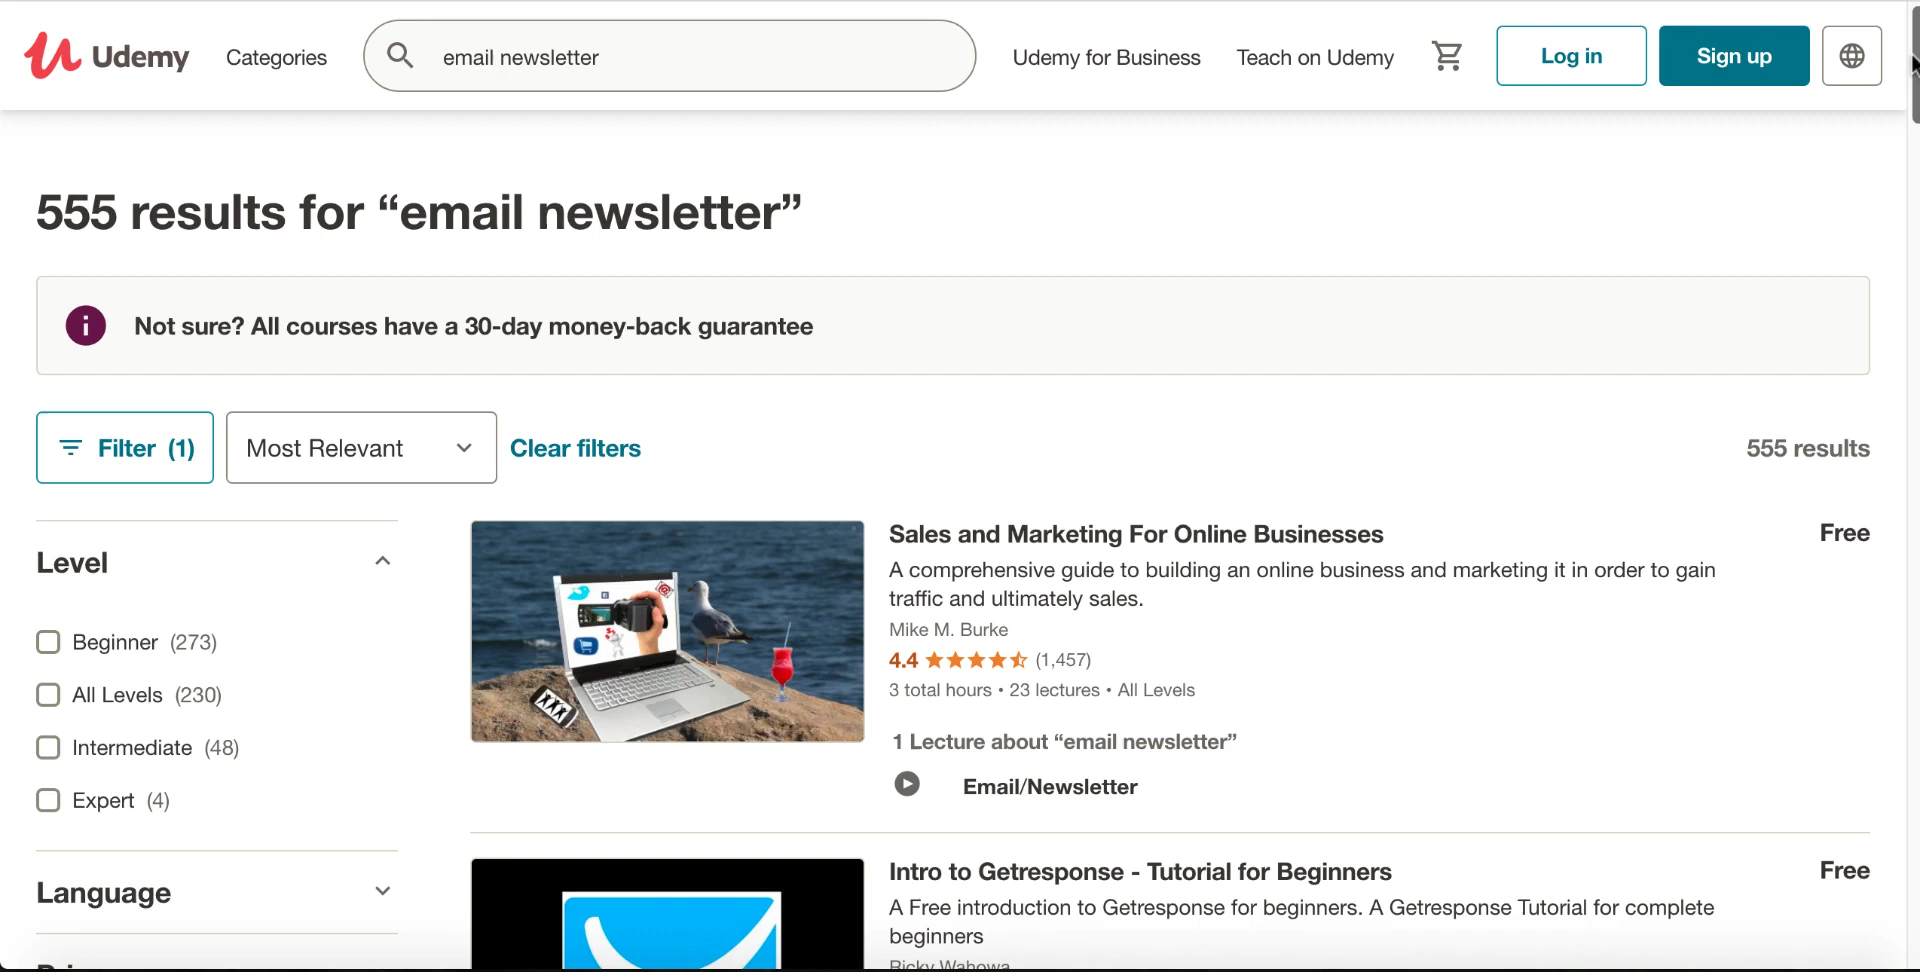 Udemy
Categories
email newsletter
Udemy for Business
Teach on Udemy
Log in
Sign up
555 results for “email newsletter”
i
Not sure? All courses have a 30-day money-back guarantee
Filter (1)
Most Relevant
Clear filters
555 results
Level
Beginner (273)
All Levels (230)
Intermediate (48)
Expert (4)
Language
Sales and Marketing For Online Businesses
Free
A comprehensive guide to building an online business and marketing it in order to gain
traffic and ultimately sales.
Mike M. Burke
4.4 (1,457)
3 total hours • 23 lectures • All Levels
1 Lecture about “email newsletter”
Email/Newsletter
Intro to Getresponse - Tutorial for Beginners
Free
A Free introduction to Getresponse for beginners. A Getresponse Tutorial for complete
beginners
Ricky Wahowa